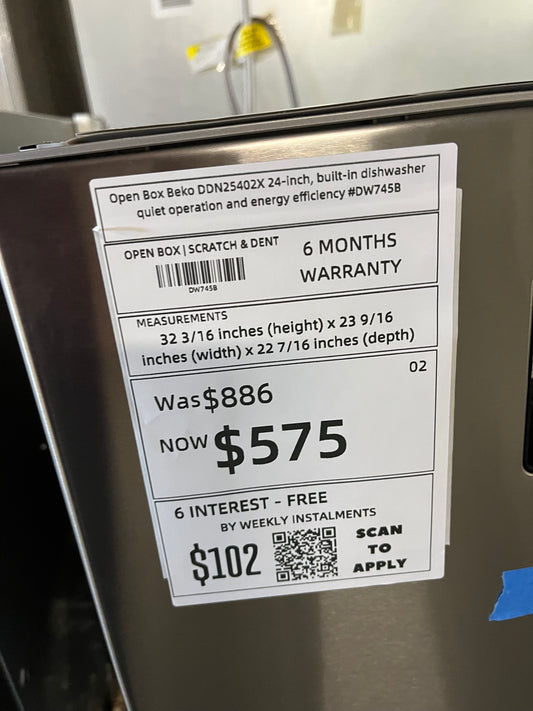 Open Box Beko DDN25402X 24-inch, built-in dishwasher
quiet operation and energy efficiency #DW745B
OPEN BOX | SCRATCH & DENT
DW745B
6 MONTHS
WARRANTY
MEASUREMENTS
32 3/16 inches (height) x 23 9/16
inches (width) x 22 7/16 inches (depth)
02
Was $886
NOW $575
6 INTEREST - FREE
BY WEEKLY INSTALMENTS
$102
SCAN
TO
APPLY